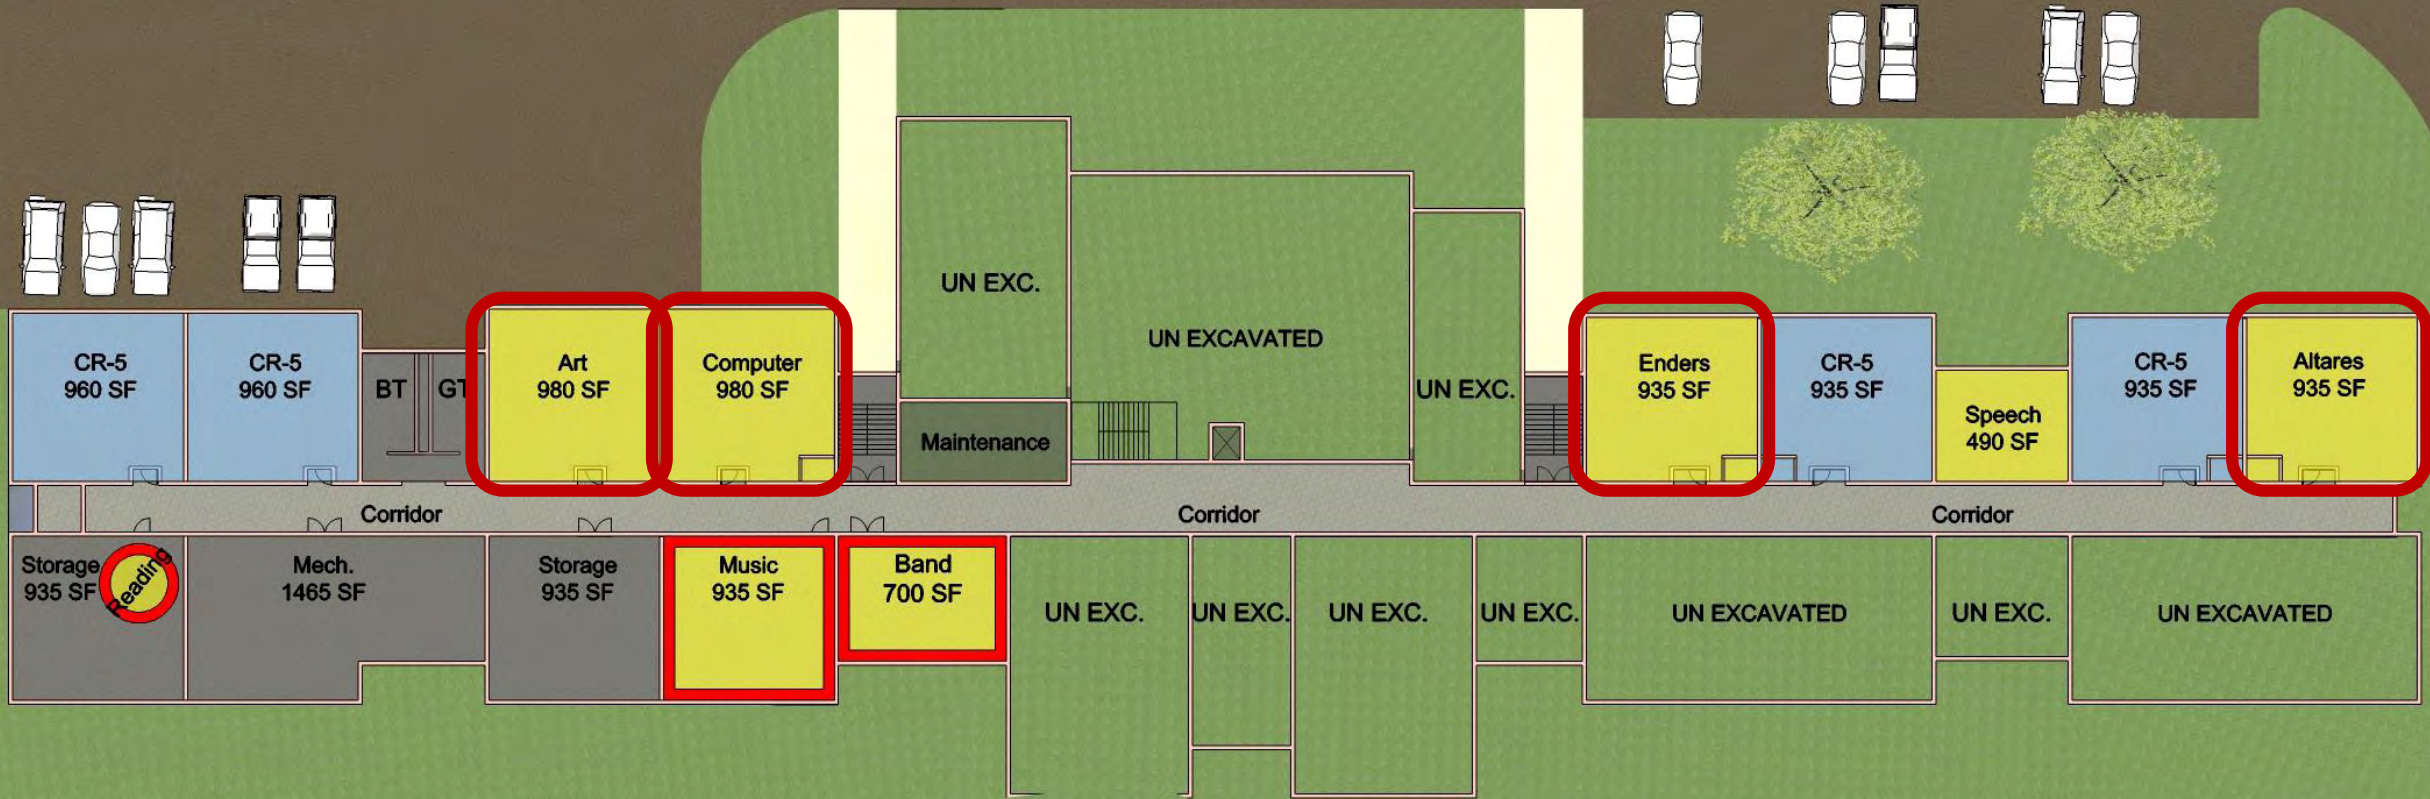 UN EXC.
UN EXCAVATED
UN EXC.
CR-5
960 SF
CR-5
960 SF
BT
GT
Art
980 SF
Computer
980 SF
Maintenance
Enders
935 SF
CR-5
935 SF
Speech
490 SF
CR-5
935 SF
Altares
935 SF
Corridor
Corridor
Corridor
Storage
935 SF
Reading
Mech.
1465 SF
Storage
935 SF
Music
935 SF
Band
700 SF
UN EXC.
UN EXC.
UN EXC.
UN EXC.
UN EXCAVATED
UN EXC.
UN EXCAVATED